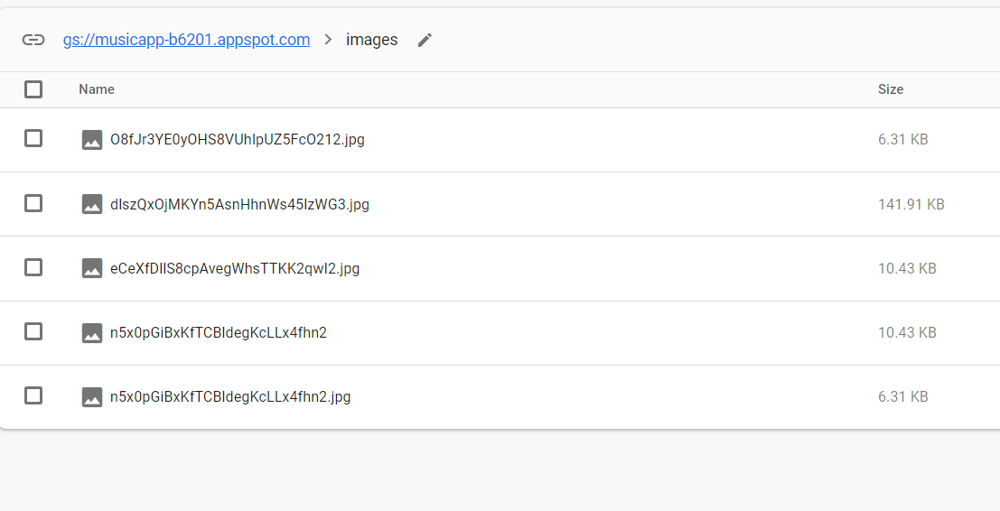 gs://musicapp-b6201.appspot.com > images
Name Size
O8fJr3YE0yOHS8VUhIpUZ5FcO212.jpg 6.31 KB
dIszQxOjMKYn5AsnHhnWs45IzWG3.jpg 141.91 KB
eCeXfDIlS8cpAvegWhsTTKK2qwI2.jpg 10.43 KB
n5x0pGiBxKfTCBIdegKcLLx4fhn2 10.43 KB
n5x0pGiBxKfTCBIdegKcLLx4fhn2.jpg 6.31 KB